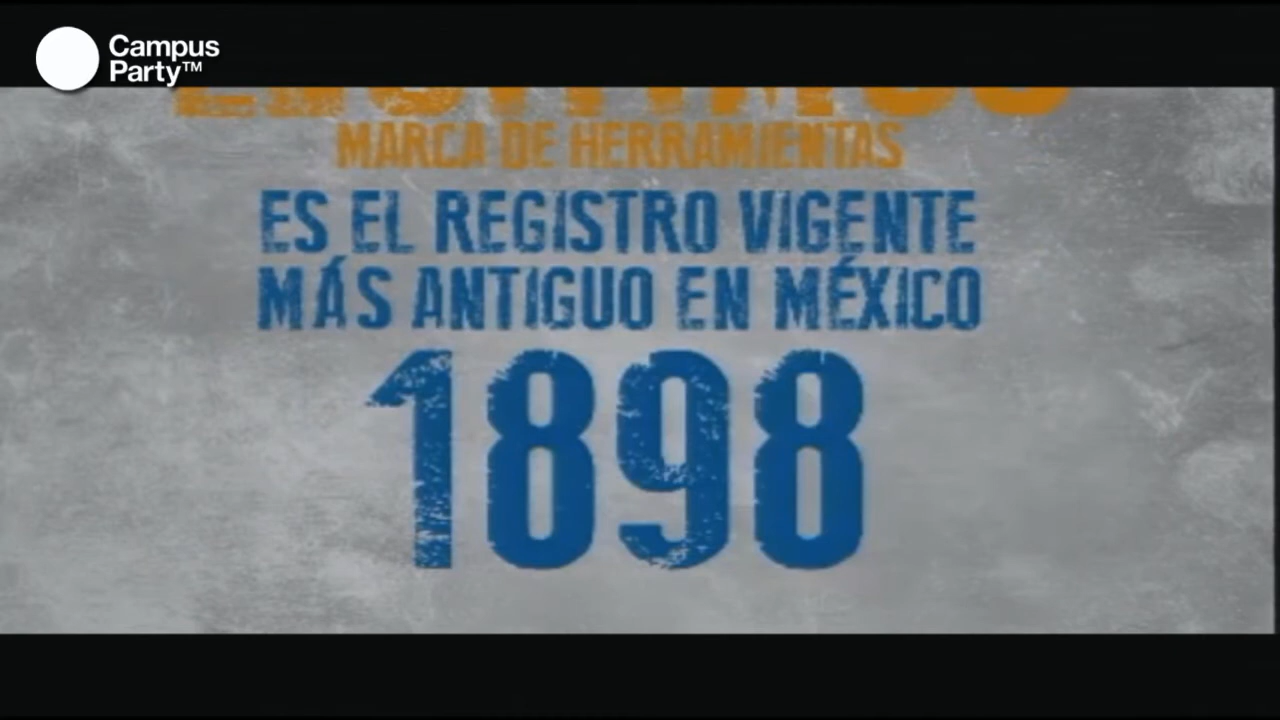 Campus
Party™
MARCA DE HERRAMIENTAS
ES EL REGISTRO VIGENTE
MÁS ANTIGUO EN MÉXICO
1898